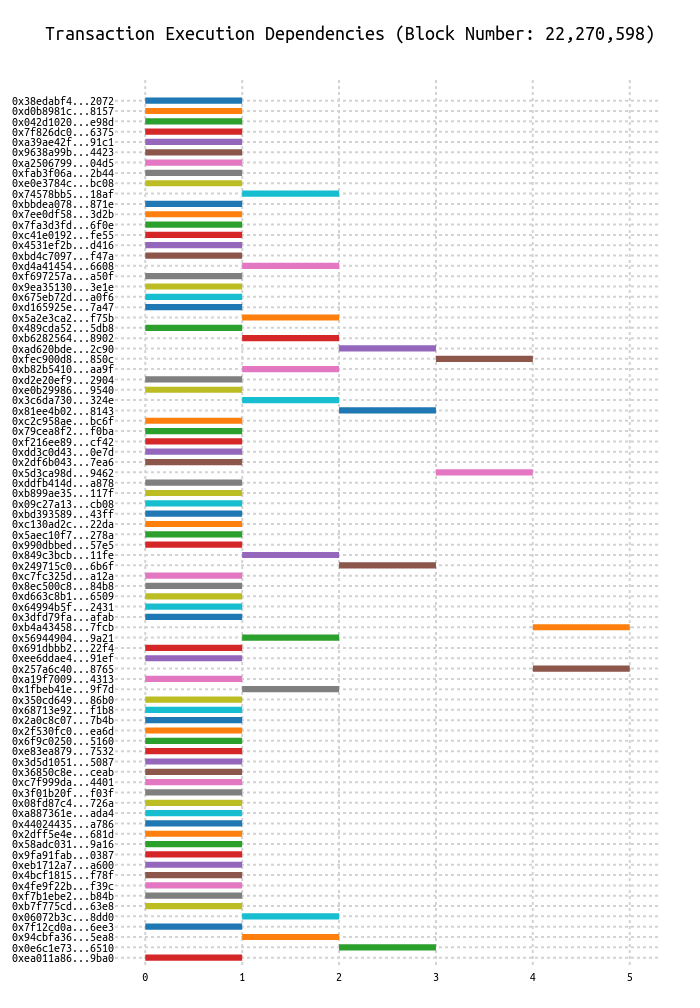 Transaction Execution Dependencies (Block Number: 22,270,598)
0x38edabf4...2072
0xd0b8981c...8157
0x042d1020...e98d
0x7f826dc0...6375
0xa39ae42f...91c1
0x9638a99b...4423
0xa2506799...04d5
0xfab3f06a...2b44
0xe0e3784c...bc08
0x74578bb5...18af
0xbbdea078...871e
0x7ee0df58...3d2b
0x7fa3d3fd...6f0e
0xc41e0192...fe55
0x4531ef2b...d416
0xbd4c7097...f47a
0xd4a41454...6608
0xf697257a...a50f
0x9ea35130...3e1e
0x675eb72d...a0f6
0xd165925e...7a47
0x5a2e3ca2...f75b
0x489cda52...5db8
0xb6282564...8902
0xad620bde...2c90
0xfec900d8...850c
0xb82b5410...aa9f
0xd2e20ef9...2904
0xe0b29986...9540
0x3c6da730...324e
0x81ee4b02...8143
0xc2c958ae...bc6f
0x79cea8f2...f0ba
0xf216ee89...cf42
0xdd3c0d43...0e7d
0x2df6b043...7ea6
0x5d3ca98d...9462
0xddfb414d...a878
0xb899ae35...117f
0x09c27a13...cb08
0xbd393589...43ff
0xc130ad2c...22da
0x5aec10f7...278a
0x990dbbed...57e5
0x849c3bcb...11fe
0x249715c0...6b6f
0xc7fc325d...a12a
0x8ec500c8...84b8
0xd663c8b1...6509
0x64994b5f...2431
0x3dfd79fa...afab
0xb4a43458...7fcb
0x56944904...9a21
0x691dbbb2...22f4
0xee6ddae4...91ef
0x257a6c40...8765
0xa19f7009...4313
0x1fbeb41e...9f7d
0x350cd649...86b0
0x68713e92...f1b8
0x2a0c8c07...7b4b
0x2f530fc0...ea6d
0x6f9c0250...5160
0xe83ea879...7532
0x3d5d1051...5087
0x36850c8e...ceab
0xc7f999da...4401
0x3f01b20f...f03f
0x08fd87c4...726a
0xa887361e...ada4
0x44024435...a786
0x2dff5e4e...681d
0x58adc031...9a16
0x9fa91fab...0387
0xeb1712a7...a600
0x4bcf1815...f78f
0x4fe9f22b...f39c
0xf7b1ebe2...b84b
0xb7f775cd...63e8
0x06072b3c...8dd0
0x7f12cd0a...6ee3
0x94cbfa36...5ea8
0x0e6c1e73...6510
0xea011a86...9ba0
0 1 2 3 4 5